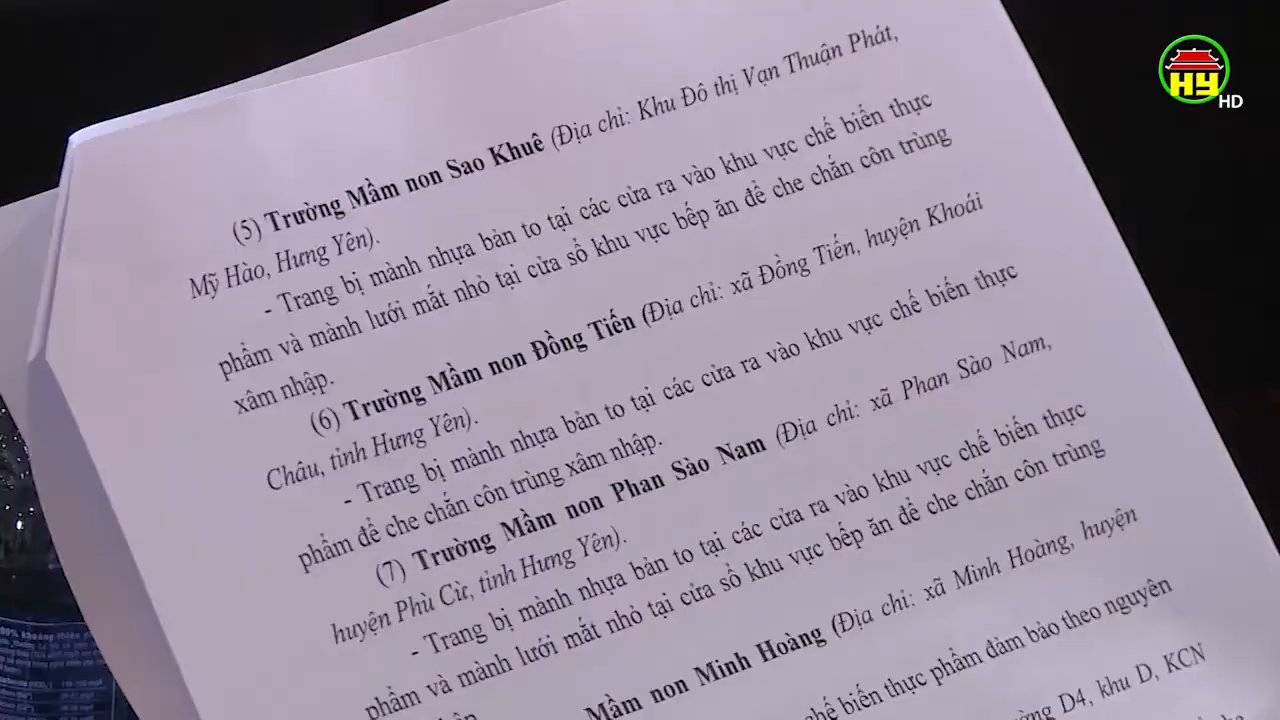 HY
HD
(5) Trường Mầm non Sao Khuê (Địa chỉ: Khu Đô thị Vạn Thuận Phát,
Mỹ Hào, Hưng Yên).
- Trang bị mành nhựa bản to tại các cửa ra vào khu vực chế biến thực
phẩm và mành lưới mắt nhỏ tại cửa sổ khu vực bếp ăn để che chắn côn trùng
xâm nhập.
(6) Trường Mầm non Đồng Tiến (Địa chỉ: xã Đồng Tiến, huyện Khoái
Châu, tỉnh Hưng Yên).
- Trang bị mành nhựa bản to tại các cửa ra vào khu vực chế biến thực
phẩm để che chắn côn trùng xâm nhập.
(7) Trường Mầm non Phan Sào Nam (Địa chỉ: xã Phan Sào Nam,
huyện Phù Cừ, tỉnh Hưng Yên).
- Trang bị mành nhựa bản to tại các cửa ra vào khu vực chế biến thực
phẩm và mành lưới mắt nhỏ tại cửa sổ khu vực bếp ăn để che chắn côn trùng
Mầm non Minh Hoàng (Địa chỉ: xã Minh Hoàng, huyện
chế biến thực phẩm đảm bảo theo nguyên
D4, khu D, KCN